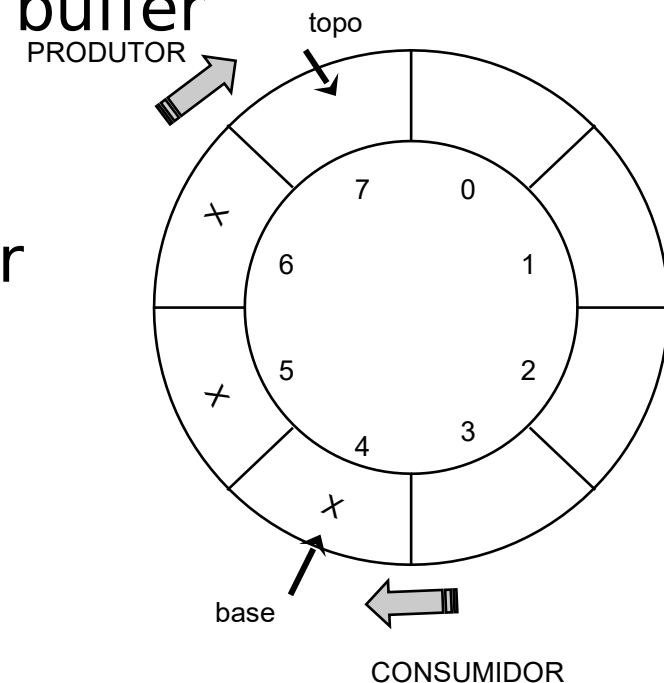 buffer
PRODUTOR
topo
7 0
X
r
6 1
5 2
X
4 3
X
base
CONSUMIDOR